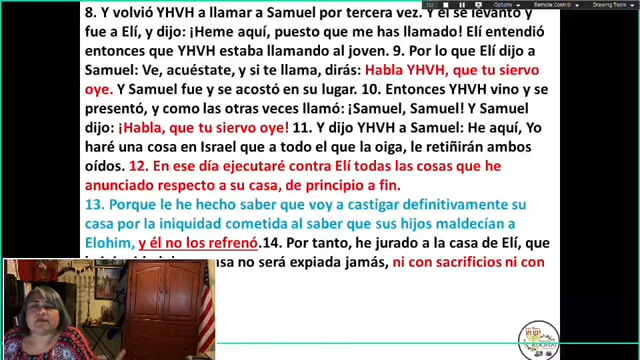 Options
Remote Control
Drawing Tools
8. Y volvió YHVH a llamar a Samuel por tercera vez. Y él se levantó y
fue a Elí, y dijo: ¡Heme aquí, puesto que me has llamado! Elí entendió
entonces que YHVH estaba llamando al joven. 9. Por lo que Elí dijo a
Samuel: Ve, acuéstate, y si te llama, dirás: Habla YHVH, que tu siervo
oye. Y Samuel fue y se acostó en su lugar. 10. Entonces YHVH vino y se
presentó, y como las otras veces llamó: ¡Samuel, Samuel! Y Samuel
dijo: ¡Habla, que tu siervo oye! 11. Y dijo YHVH a Samuel: He aquí, Yo
haré una cosa en Israel que a todo el que la oiga, le retiñirán ambos
oídos. 12. En ese día ejecutaré contra Elí todas las cosas que he
anunciado respecto a su casa, de principio a fin.
13. Porque le he hecho saber que voy a castigar definitivamente su
casa por la iniquidad cometida al saber que sus hijos maldecían a
Elohim, y él no los refrenó.14. Por tanto, he jurado a la casa de Elí, que
no será expiada jamás, ni con sacrificios ni con